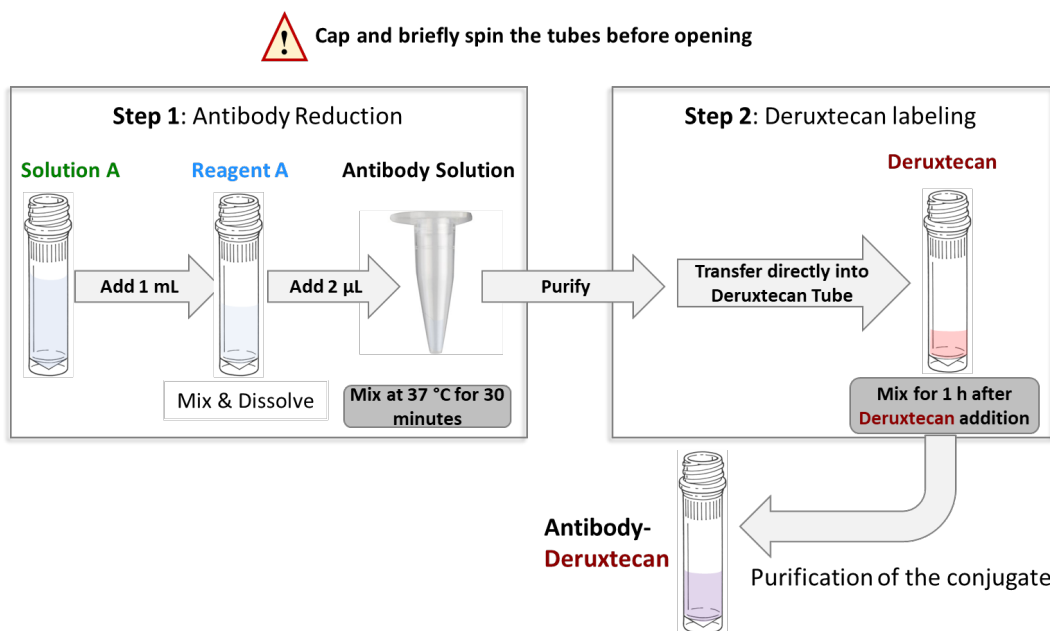 !
Cap and briefly spin the tubes before opening
Step 1: Antibody Reduction
Solution A
Reagent A
Antibody Solution
Add 1 mL
Add 2 µL
Mix & Dissolve
Mix at 37 °C for 30
minutes
Purify
Step 2: Deruxtecan labeling
Deruxtecan
Transfer directly into
Deruxtecan Tube
Mix for 1 h after
Deruxtecan addition
Antibody-
Deruxtecan
Purification of the conjugate